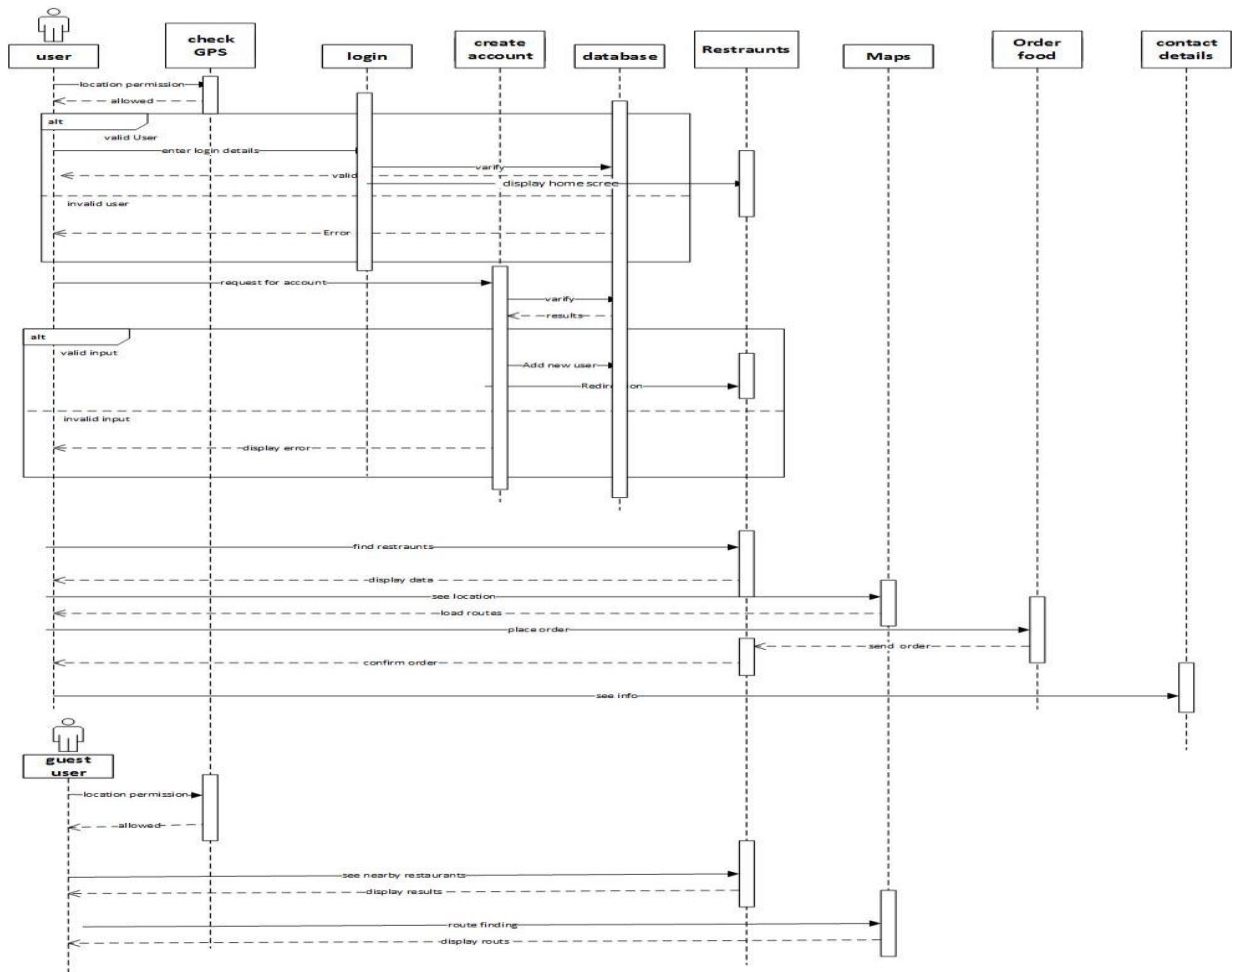 check
GPS
create
account
Order
food
contact
details
user
login
database
Restraunts
Maps
location permission
allowed
alt
valid User
enter login details
varify
valid
display home scree
invalid user
Error
request for account
varify
results
alt
valid input
Add new user
invalid input
display error
find restraunts
display data
see location
load routes
place order
send order
confirm order
see info
guest
user
location permission
allowed
see nearby restaurants
display results
route finding
display routs